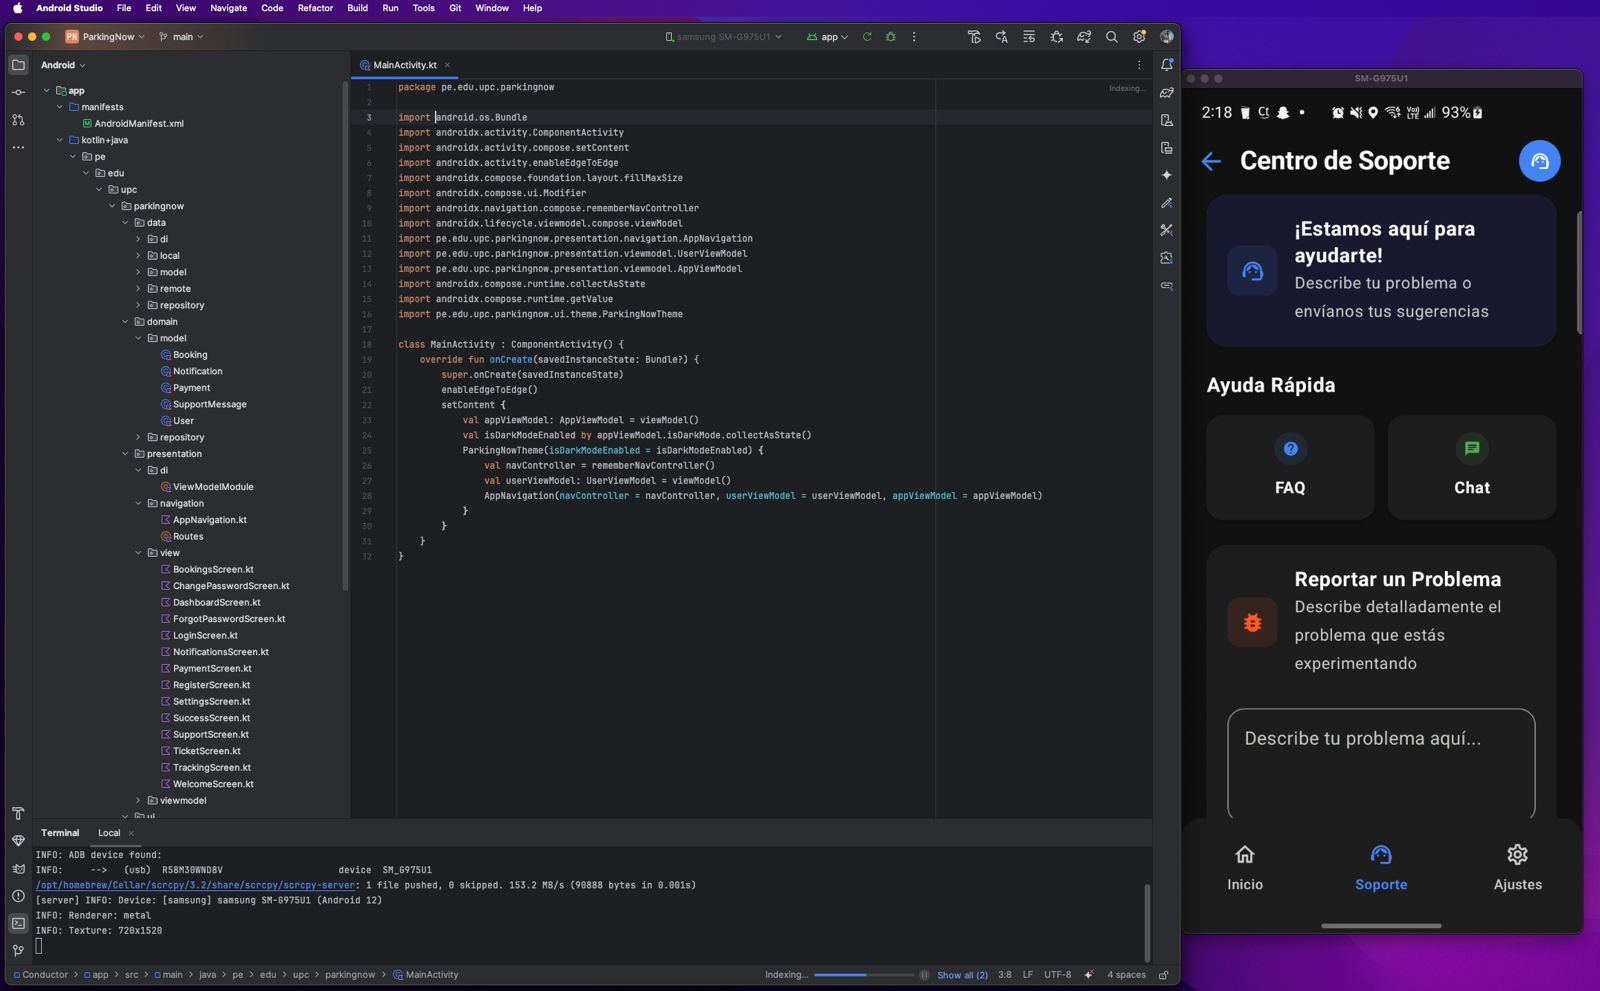 Android Studio File Edit View Navigate Code Refactor Build Run Tools Git Window Help
PN ParkingNow main
samsung SM-G975U1 app
Android
app
manifests
AndroidManifest.xml
kotlin+java
pe
edu
upc
parkingnow
data
di
local
model
remote
repository
domain
model
Booking
Notification
Payment
SupportMessage
User
repository
presentation
di
ViewModelModule
navigation
AppNavigation.kt
Routes
view
BookingsScreen.kt
ChangePasswordScreen.kt
DashboardScreen.kt
ForgotPasswordScreen.kt
LoginScreen.kt
NotificationsScreen.kt
PaymentScreen.kt
RegisterScreen.kt
SettingsScreen.kt
SuccessScreen.kt
SupportScreen.kt
TicketScreen.kt
TrackingScreen.kt
WelcomeScreen.kt
viewmodel
ui
MainActivity.kt
Indexing...
1 package pe.edu.upc.parkingnow
2
3 import android.os.Bundle
4 import androidx.activity.ComponentActivity
5 import androidx.activity.compose.setContent
6 import androidx.activity.enableEdgeToEdge
7 import androidx.compose.foundation.layout.fillMaxSize
8 import androidx.compose.ui.Modifier
9 import androidx.navigation.compose.rememberNavController
10 import androidx.lifecycle.viewmodel.compose.viewModel
11 import pe.edu.upc.parkingnow.presentation.navigation.AppNavigation
12 import pe.edu.upc.parkingnow.presentation.viewmodel.UserViewModel
13 import pe.edu.upc.parkingnow.presentation.viewmodel.AppViewModel
14 import androidx.compose.runtime.collectAsState
15 import androidx.compose.runtime.getValue
16 import pe.edu.upc.parkingnow.ui.theme.ParkingNowTheme
17
18 class MainActivity : ComponentActivity() {
19 override fun onCreate(savedInstanceState: Bundle?) {
20 super.onCreate(savedInstanceState)
21 enableEdgeToEdge()
22 setContent {
23 val appViewModel: AppViewModel = viewModel()
24 val isDarkModeEnabled by appViewModel.isDarkMode.collectAsState()
25 ParkingNowTheme(isDarkModeEnabled = isDarkModeEnabled) {
26 val navController = rememberNavController()
27 val userViewModel: UserViewModel = viewModel()
28 AppNavigation(navController = navController, userViewModel = userViewModel, appViewModel = appViewModel)
29 }
30 }
31 }
32 }
Terminal Local
INFO: ADB device found:
INFO: --> (usb) R58M30WND8V device SM_G975U1
/opt/homebrew/Cellar/scrcpy/3.2/share/scrcpy/scrcpy-server: 1 file pushed, 0 skipped. 153.2 MB/s (90888 bytes in 0.001s)
[server] INFO: Device: [samsung] samsung SM-G975U1 (Android 12)
INFO: Renderer: metal
INFO: Texture: 720x1520
Conductor > app > src > main > java > pe > edu > upc > parkingnow > MainActivity
Indexing... Show all (2) 3:8 LF UTF-8 4 spaces
SM-G975U1
2:18 93%
Centro de Soporte
¡Estamos aquí para
ayudarte!
Describe tu problema o
envíanos tus sugerencias
Ayuda Rápida
FAQ
Chat
Reportar un Problema
Describe detalladamente el
problema que estás
experimentando
Describe tu problema aquí...
Inicio
Soporte
Ajustes